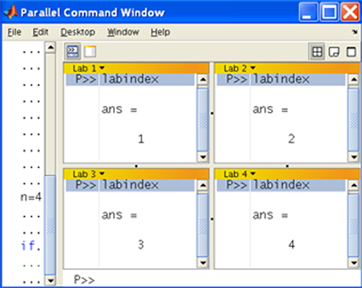 Parallel Command Window
File Edit Desktop Window Help
Lab 1
P>> labindex
ans =
1
Lab 2
P>> labindex
ans =
2
Lab 3
P>> labindex
ans =
3
Lab 4
P>> labindex
ans =
4
...
...
...
...
...
...
...
n=4
...
...
if.
...
...
P>>